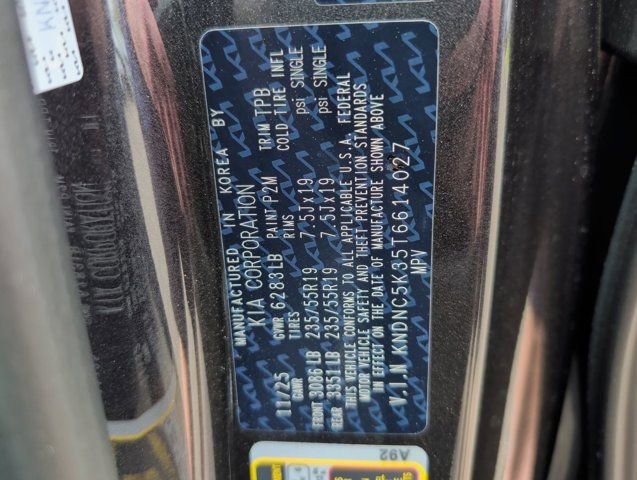 MANUFACTURED IN KOREA BY
KIA CORPORATION
11/25 GVWR 6283LB PAINT P2M TRIM TPB
GAWR TIRES RIMS COLD TIRE INFL
FRONT 3086 LB 235/55R19 7.5Jx19 psi SINGLE
REAR 3351LB 235/55R19 7.5Jx19 psi SINGLE
THIS VEHICLE CONFORMS TO ALL APPLICABLE U.S.A. FEDERAL
MOTOR VEHICLE SAFETY AND THEFT PREVENTION STANDARDS
IN EFFECT ON THE DATE OF MANUFACTURE SHOWN ABOVE
V.I.N KNDNC5K35T6614027
MPV
A92